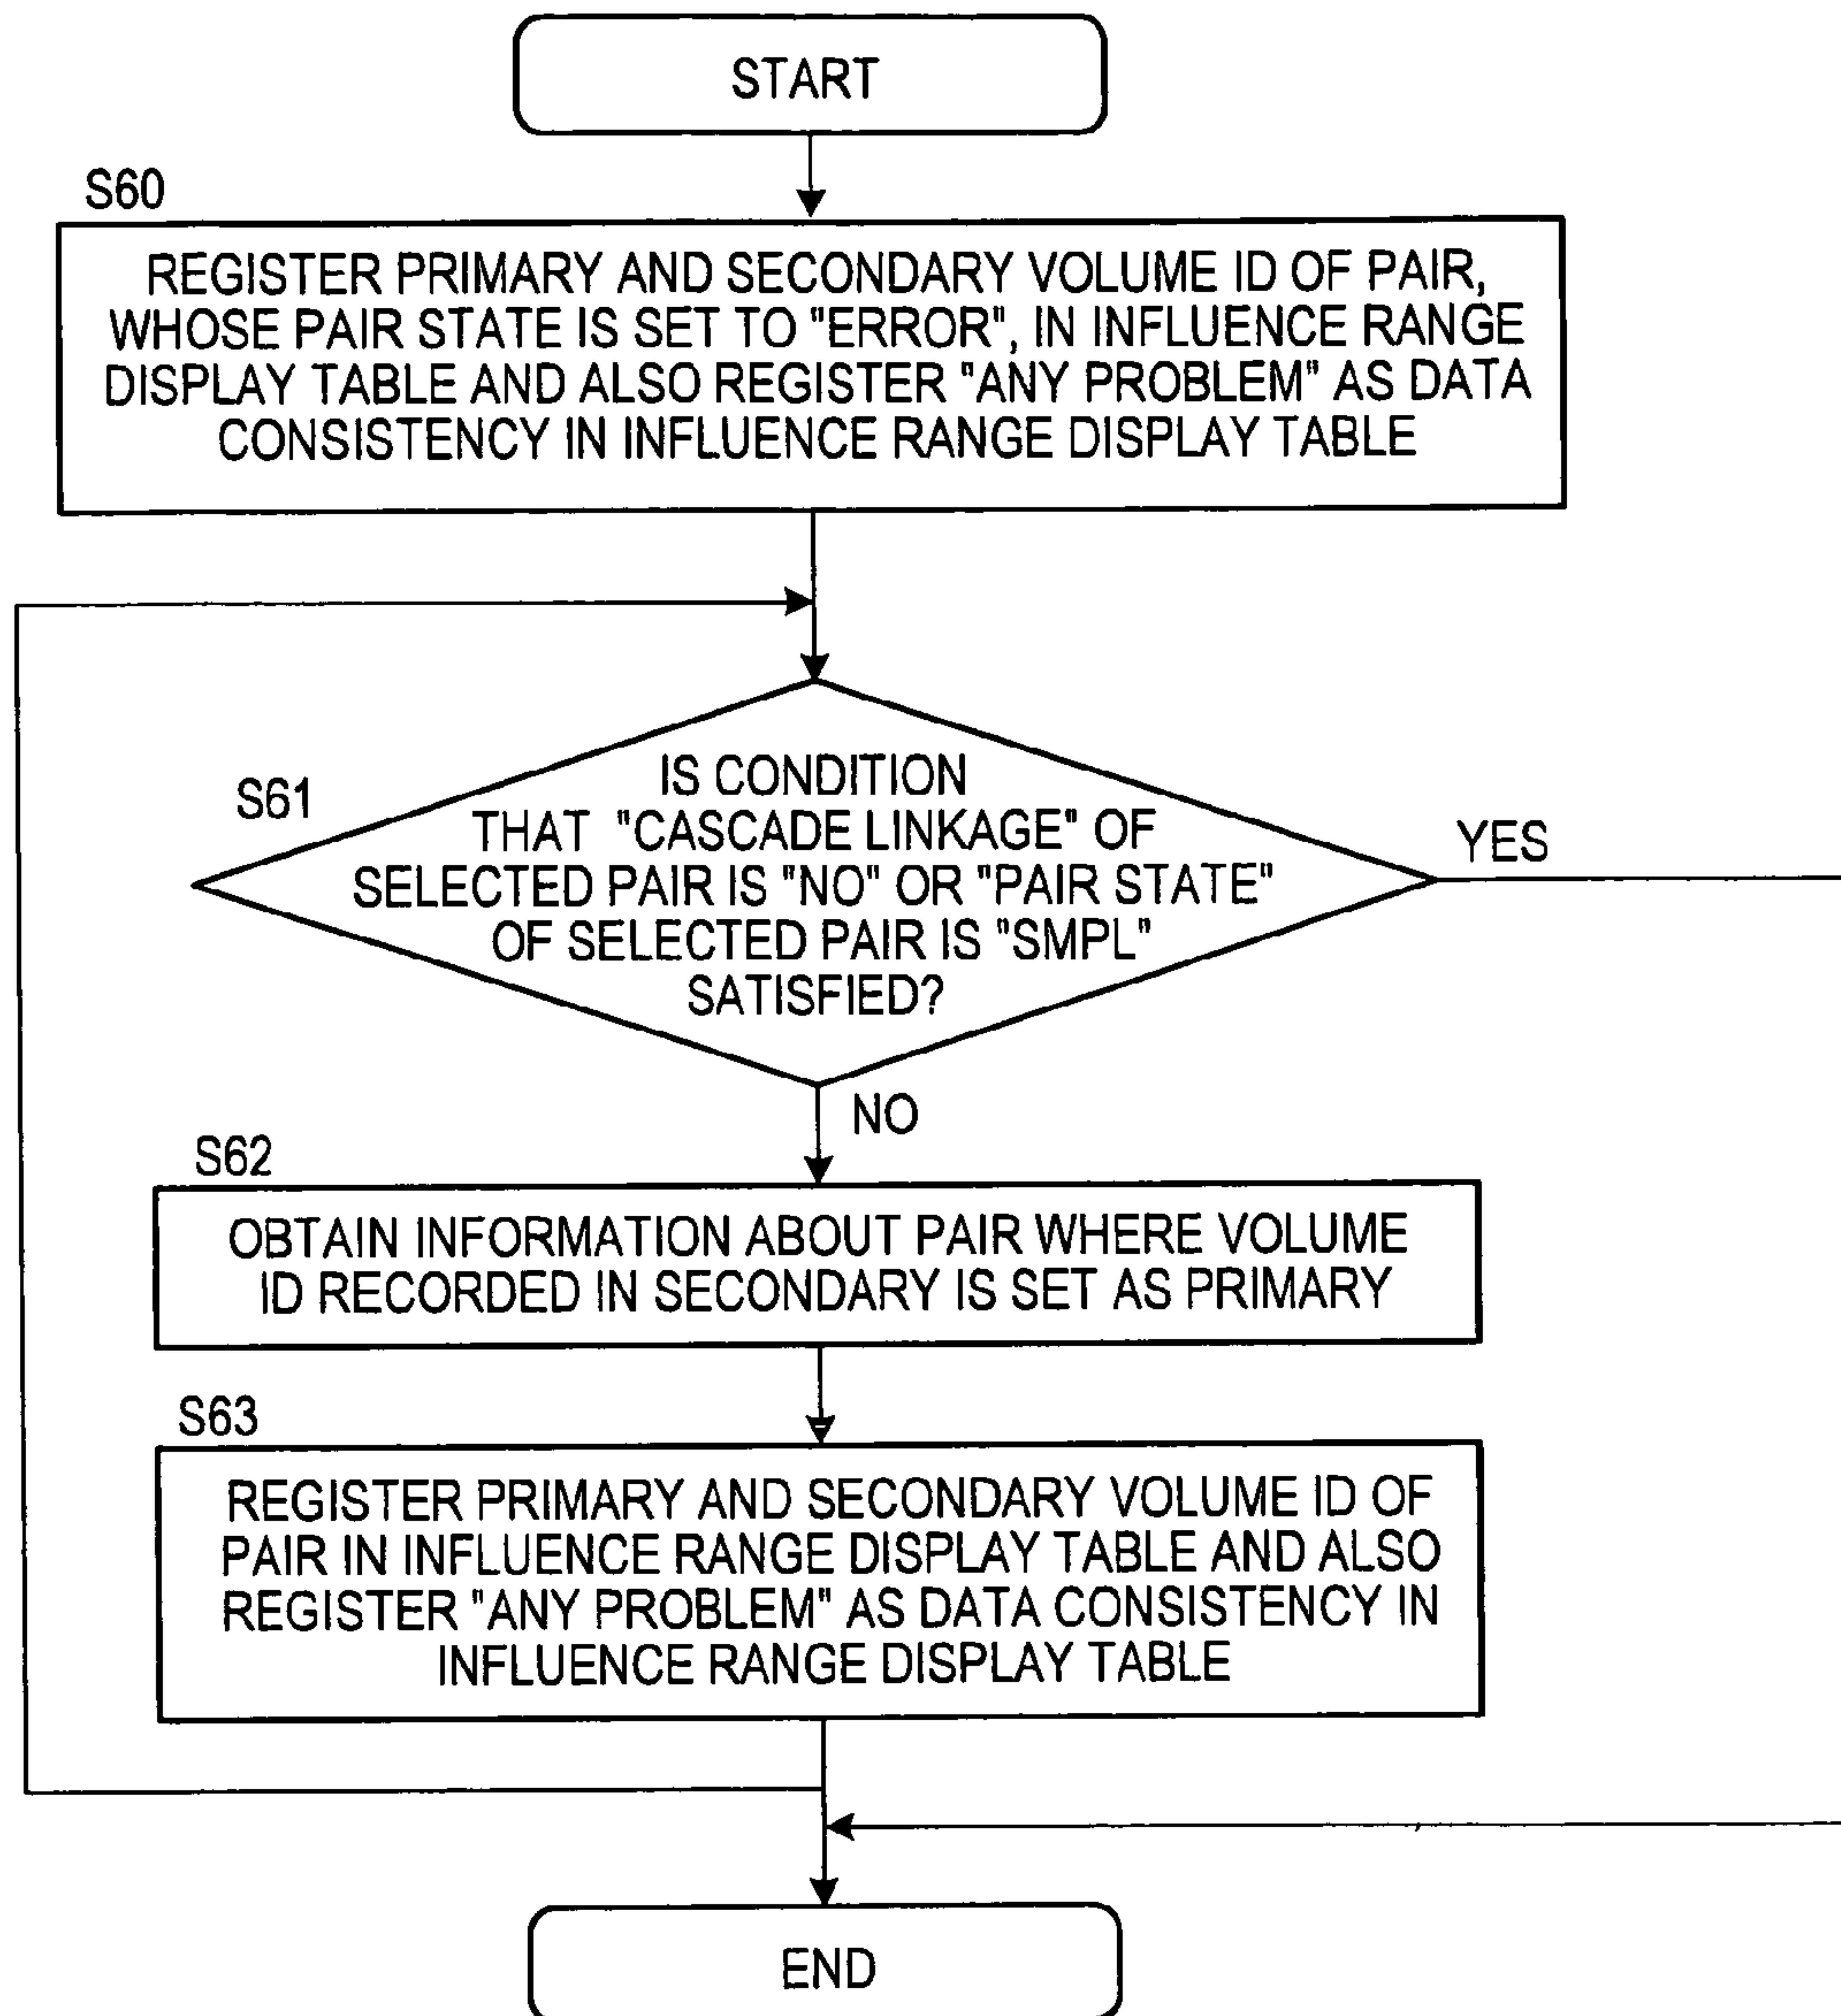 START
S60
REGISTER PRIMARY AND SECONDARY VOLUME ID OF PAIR,
WHOSE PAIR STATE IS SET TO "ERROR", IN INFLUENCE RANGE
DISPLAY TABLE AND ALSO REGISTER "ANY PROBLEM" AS DATA
CONSISTENCY IN INFLUENCE RANGE DISPLAY TABLE
S61
IS CONDITION
THAT "CASCADE LINKAGE" OF
SELECTED PAIR IS "NO" OR "PAIR STATE"
OF SELECTED PAIR IS "SMPL"
SATISFIED?
YES
NO
S62
OBTAIN INFORMATION ABOUT PAIR WHERE VOLUME
ID RECORDED IN SECONDARY IS SET AS PRIMARY
S63
REGISTER PRIMARY AND SECONDARY VOLUME ID OF
PAIR IN INFLUENCE RANGE DISPLAY TABLE AND ALSO
REGISTER "ANY PROBLEM" AS DATA CONSISTENCY IN
INFLUENCE RANGE DISPLAY TABLE
END